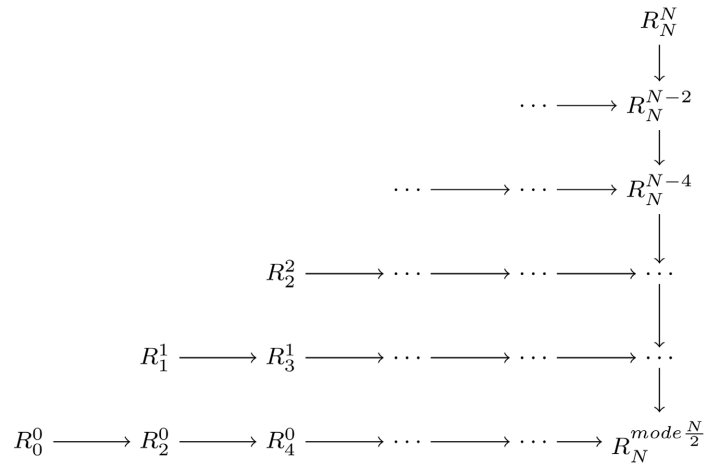 R_N^N
⋯ R_N^{N-2}
⋯ ⋯ R_N^{N-4}
R_2^2 ⋯ ⋯ ⋯
R_1^1 R_3^1 ⋯ ⋯ ⋯
R_0^0 R_2^0 R_4^0 ⋯ ⋯ R_N^{mode \frac{N}{2}}